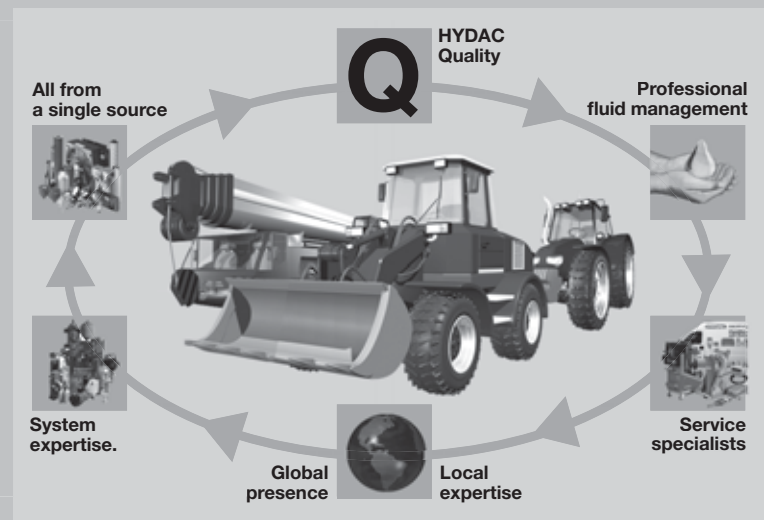 Q
HYDAC
Quality
All from
a single source
Professional
fluid management
System
expertise.
Service
specialists
Global
presence
Local
expertise